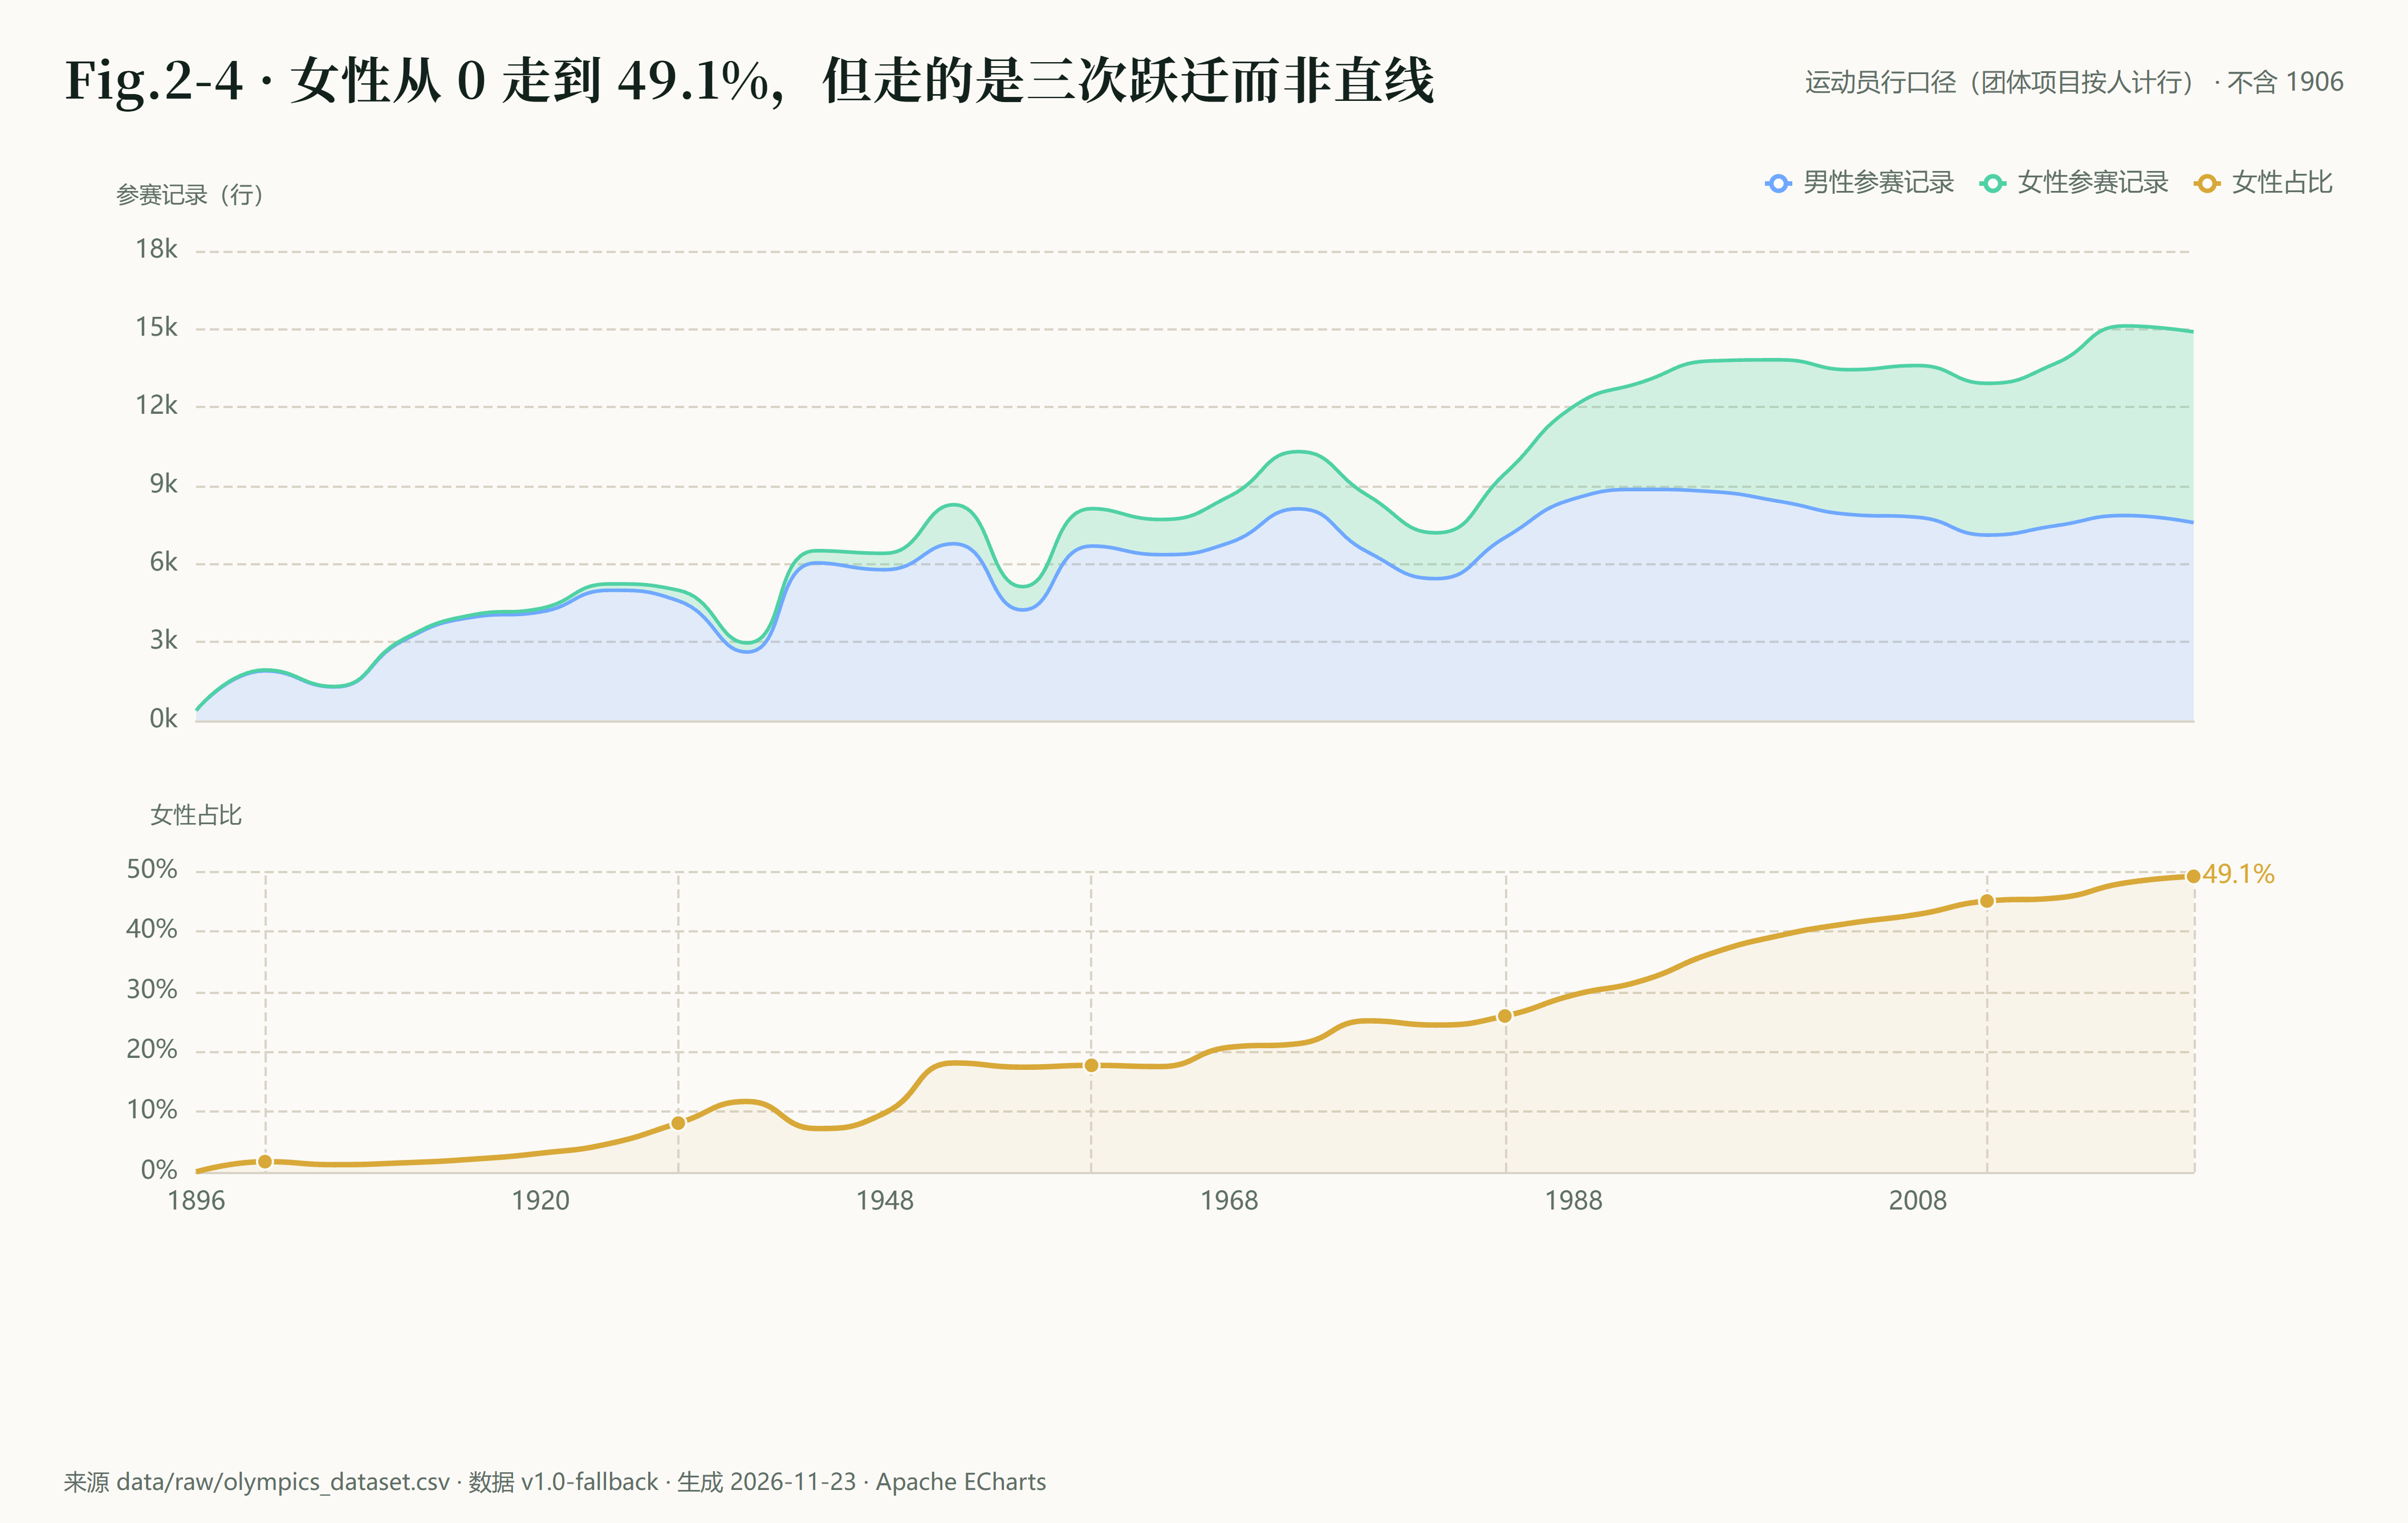 Fig.2-4 · 女性从 0 走到 49.1%，但走的是三次跃迁而非直线
运动员行口径（团体项目按人计行） · 不含 1906
男性参赛记录
女性参赛记录
女性占比
参赛记录（行）
18k
15k
12k
9k
6k
3k
0k
女性占比
50%
40%
30%
20%
10%
0%
49.1%
1896
1920
1948
1968
1988
2008
来源 data/raw/olympics_dataset.csv · 数据 v1.0-fallback · 生成 2026-11-23 · Apache ECharts